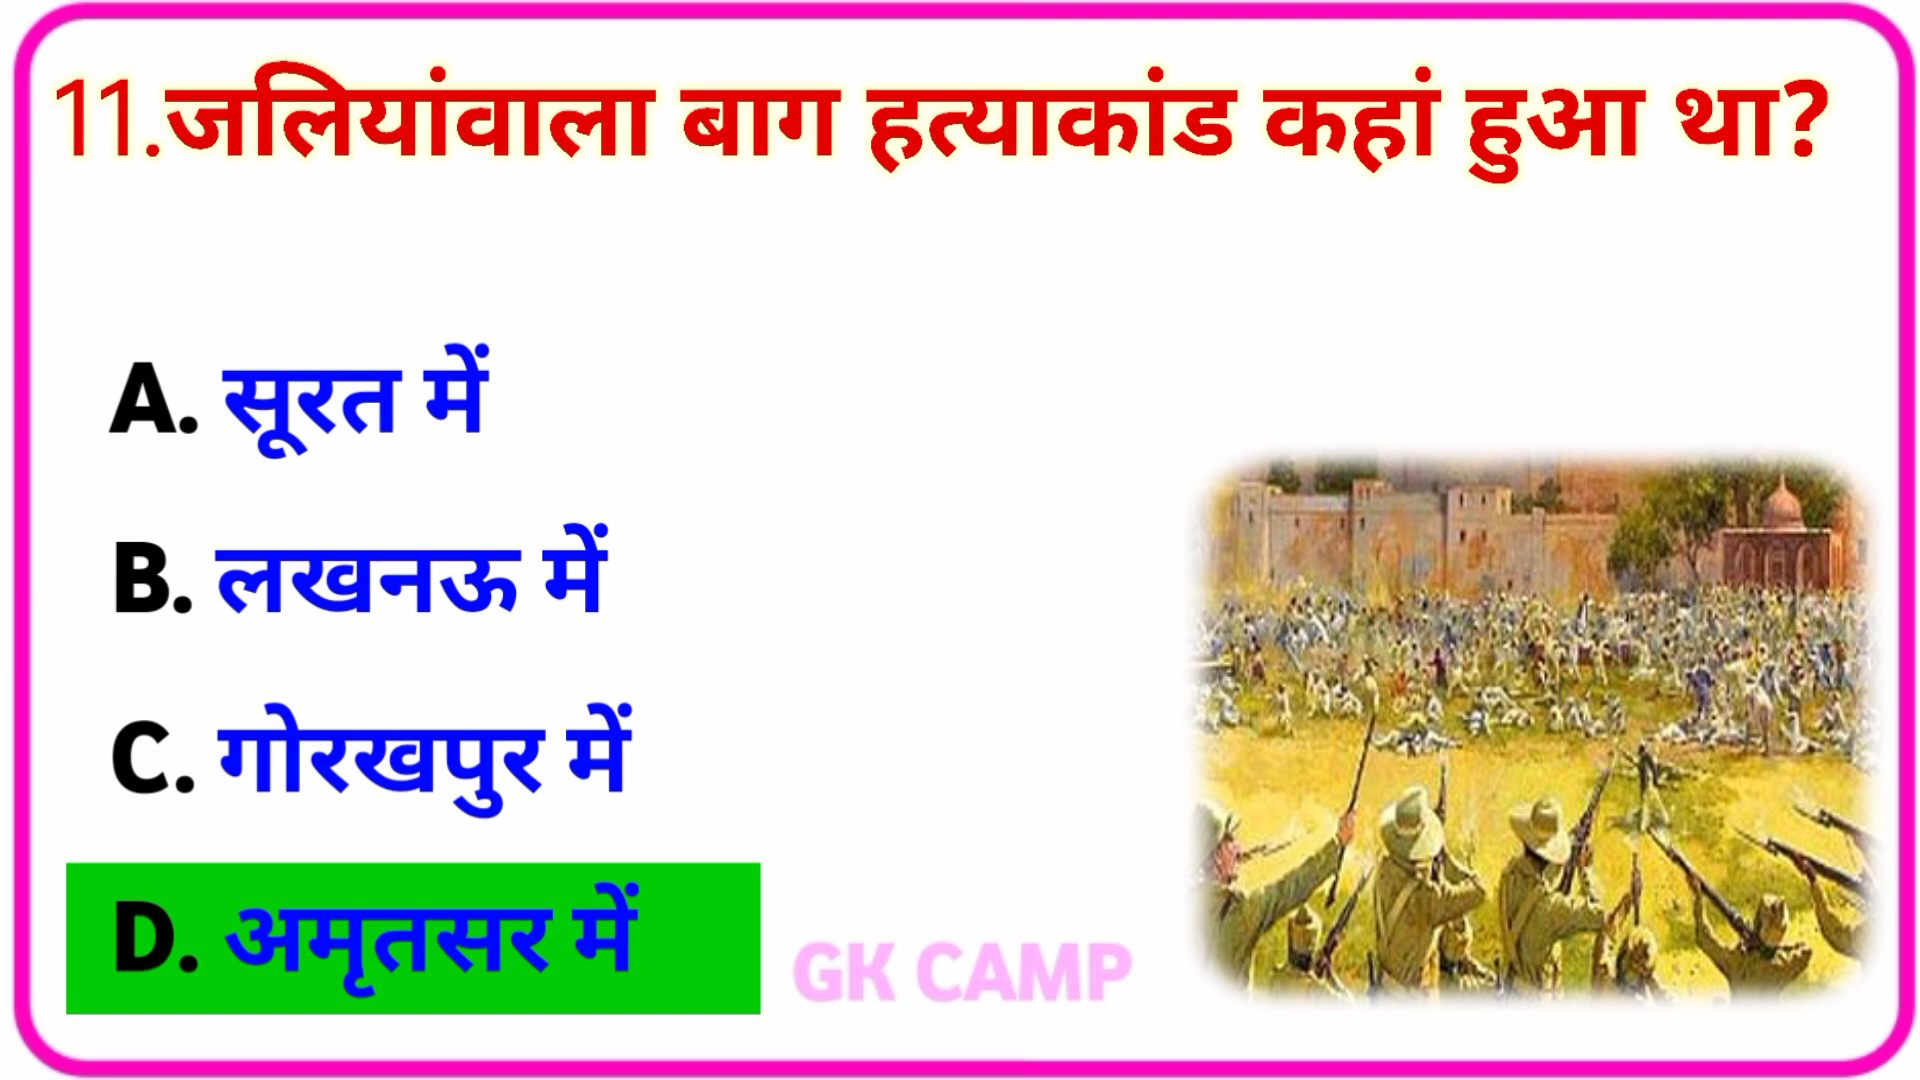 11.जलियांवाला बाग हत्याकांड कहां हुआ था?
A. सूरत में
B. लखनऊ में
C. गोरखपुर में
D. अमृतसर में
GK CAMP